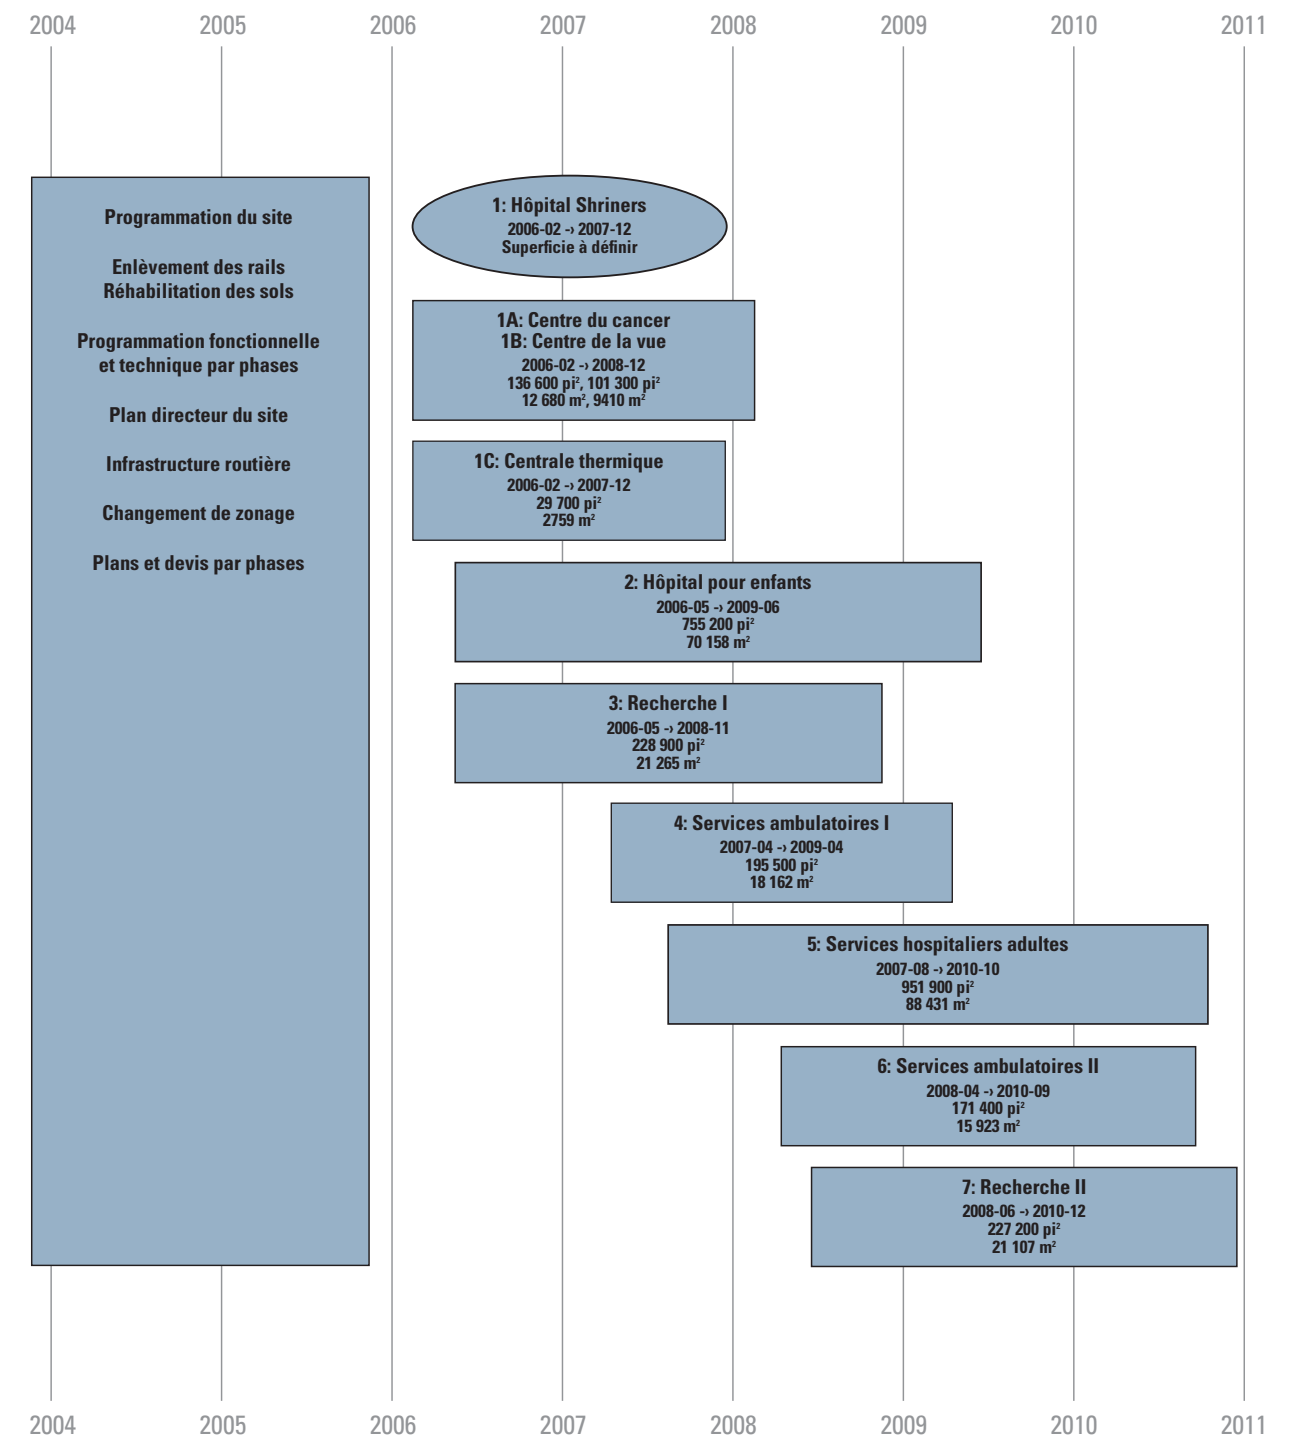 2004 2005 2006 2007 2008 2009 2010 2011
Programmation du site
Enlèvement des rails
Réhabilitation des sols
Programmation fonctionnelle
et technique par phases
Plan directeur du site
Infrastructure routière
Changement de zonage
Plans et devis par phases
1: Hôpital Shriners
2006-02 -› 2007-12
Superficie à définir
1A: Centre du cancer
1B: Centre de la vue
2006-02 -› 2008-12
136 600 pi², 101 300 pi²
12 680 m², 9410 m²
1C: Centrale thermique
2006-02 -› 2007-12
29 700 pi²
2759 m²
2: Hôpital pour enfants
2006-05 -› 2009-06
755 200 pi²
70 158 m²
3: Recherche I
2006-05 -› 2008-11
228 900 pi²
21 265 m²
4: Services ambulatoires I
2007-04 -› 2009-04
195 500 pi²
18 162 m²
5: Services hospitaliers adultes
2007-08 -› 2010-10
951 900 pi²
88 431 m²
6: Services ambulatoires II
2008-04 -› 2010-09
171 400 pi²
15 923 m²
7: Recherche II
2008-06 -› 2010-12
227 200 pi²
21 107 m²
2004 2005 2006 2007 2008 2009 2010 2011